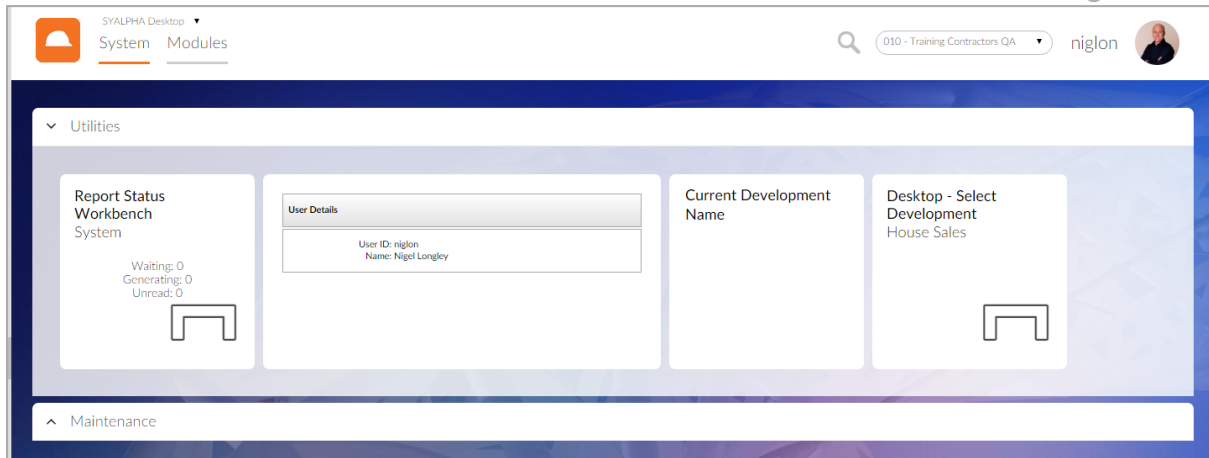 SYALPHA Desktop
System Modules
010 - Training Contractors QA
niglon
Utilities
Report Status
Workbench
System
Waiting: 0
Generating: 0
Unread: 0
User Details
User ID: niglon
Name: Nigel Longley
Current Development
Name
Desktop - Select
Development
House Sales
Maintenance